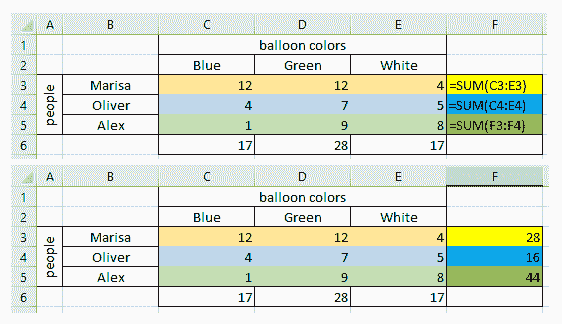 A B C D E F
1 balloon colors
2 Blue Green White
3 people Marisa 12 12 4 =SUM(C3:E3)
4 Oliver 4 7 5 =SUM(C4:E4)
5 Alex 1 9 8 =SUM(F3:F4)
6 17 28 17
A B C D E F
1 balloon colors
2 Blue Green White
3 people Marisa 12 12 4 28
4 Oliver 4 7 5 16
5 Alex 1 9 8 44
6 17 28 17